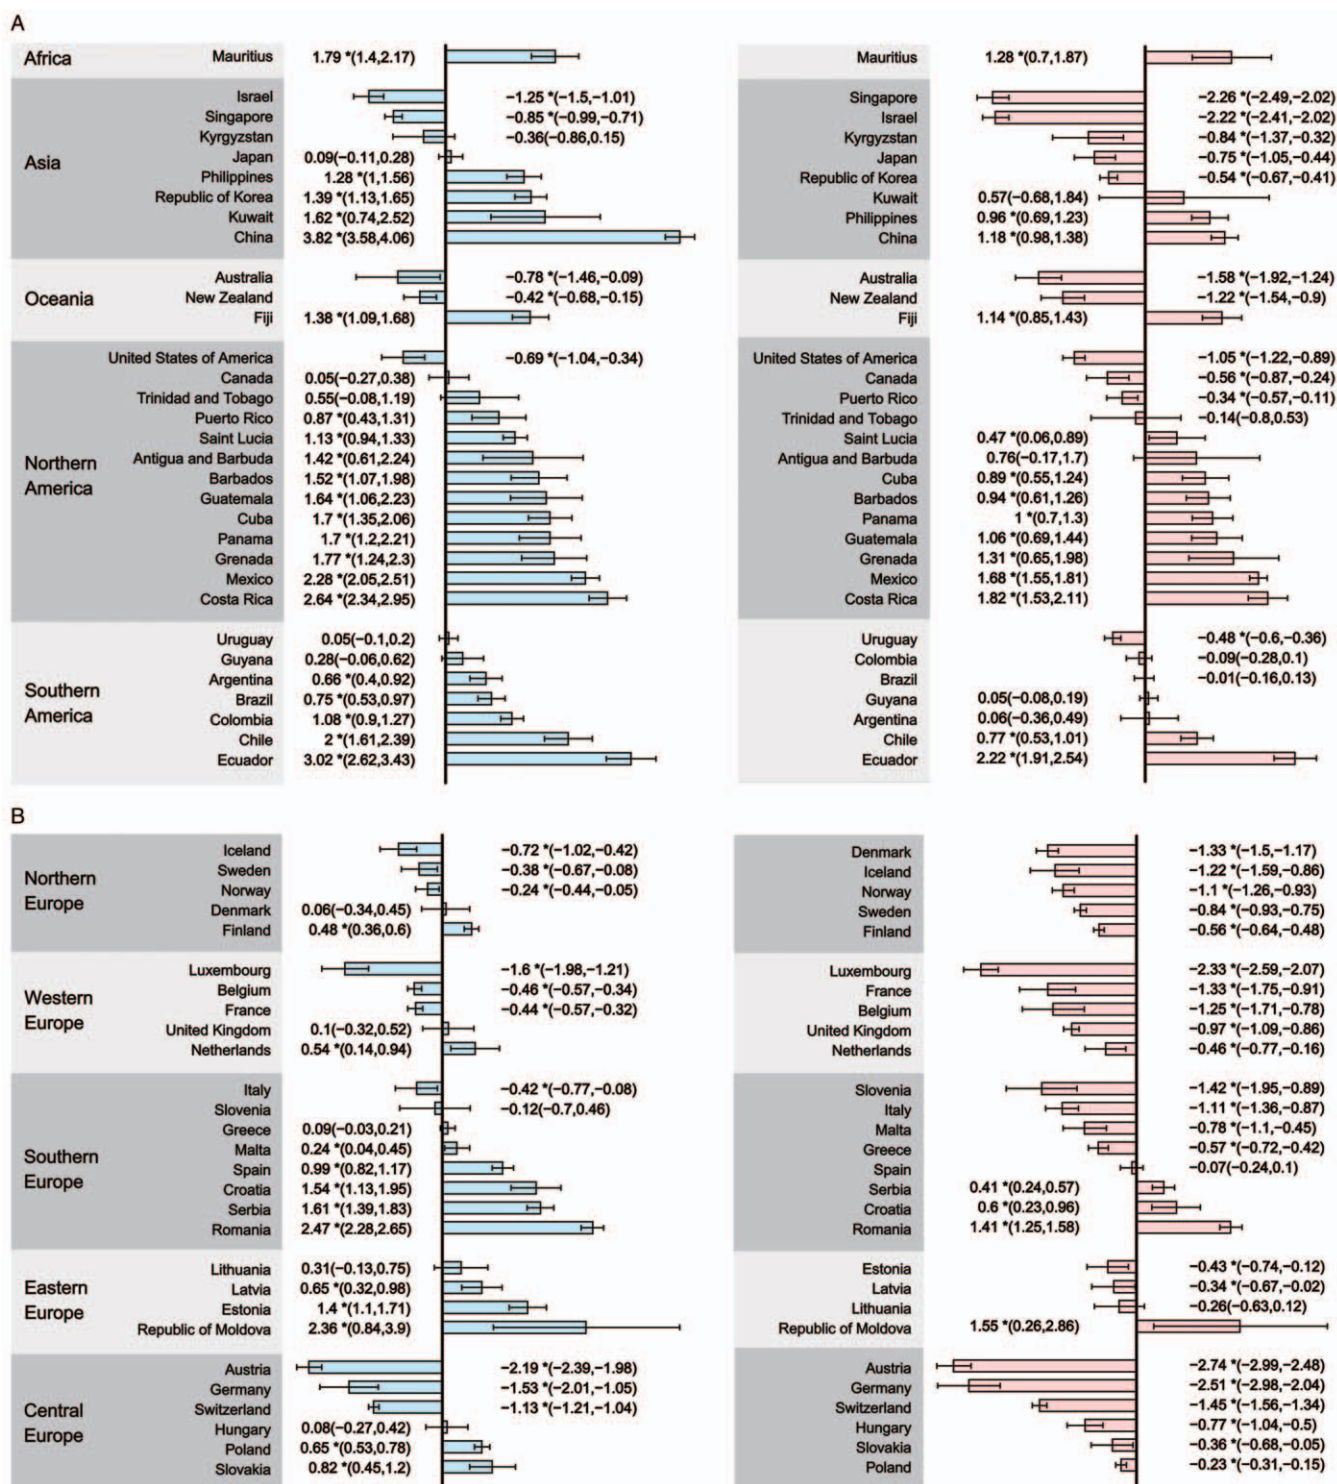 A
Africa Mauritius 1.79 *(1.4,2.17) Mauritius 1.28 *(0.7,1.87)
Israel −1.25 *(−1.5,−1.01) Singapore −2.26 *(−2.49,−2.02)
Singapore −0.85 *(−0.99,−0.71) Israel −2.22 *(−2.41,−2.02)
Kyrgyzstan −0.36(−0.86,0.15) Kyrgyzstan −0.84 *(−1.37,−0.32)
Asia Japan 0.09(−0.11,0.28) Japan −0.75 *(−1.05,−0.44)
Philippines 1.28 *(1,1.56) Republic of Korea −0.54 *(−0.67,−0.41)
Republic of Korea 1.39 *(1.13,1.65) Kuwait 0.57(−0.68,1.84)
Kuwait 1.62 *(0.74,2.52) Philippines 0.96 *(0.69,1.23)
China 3.82 *(3.58,4.06) China 1.18 *(0.98,1.38)
Australia −0.78 *(−1.46,−0.09) Australia −1.58 *(−1.92,−1.24)
Oceania New Zealand −0.42 *(−0.68,−0.15) New Zealand −1.22 *(−1.54,−0.9)
Fiji 1.38 *(1.09,1.68) Fiji 1.14 *(0.85,1.43)
United States of America −0.69 *(−1.04,−0.34) United States of America −1.05 *(−1.22,−0.89)
Canada 0.05(−0.27,0.38) Canada −0.56 *(−0.87,−0.24)
Trinidad and Tobago 0.55(−0.08,1.19) Puerto Rico −0.34 *(−0.57,−0.11)
Puerto Rico 0.87 *(0.43,1.31) Trinidad and Tobago −0.14(−0.8,0.53)
Saint Lucia 1.13 *(0.94,1.33) Saint Lucia 0.47 *(0.06,0.89)
Northern Antigua and Barbuda 1.42 *(0.61,2.24) Antigua and Barbuda 0.76(−0.17,1.7)
America Barbados 1.52 *(1.07,1.98) Cuba 0.89 *(0.55,1.24)
Guatemala 1.64 *(1.06,2.23) Barbados 0.94 *(0.61,1.26)
Cuba 1.7 *(1.35,2.06) Panama 1 *(0.7,1.3)
Panama 1.7 *(1.2,2.21) Guatemala 1.06 *(0.69,1.44)
Grenada 1.77 *(1.24,2.3) Grenada 1.31 *(0.65,1.98)
Mexico 2.28 *(2.05,2.51) Mexico 1.68 *(1.55,1.81)
Costa Rica 2.64 *(2.34,2.95) Costa Rica 1.82 *(1.53,2.11)
Uruguay 0.05(−0.1,0.2) Uruguay −0.48 *(−0.6,−0.36)
Guyana 0.28(−0.06,0.62) Colombia −0.09(−0.28,0.1)
Southern Argentina 0.66 *(0.4,0.92) Brazil −0.01(−0.16,0.13)
America Brazil 0.75 *(0.53,0.97) Guyana 0.05(−0.08,0.19)
Colombia 1.08 *(0.9,1.27) Argentina 0.06(−0.36,0.49)
Chile 2 *(1.61,2.39) Chile 0.77 *(0.53,1.01)
Ecuador 3.02 *(2.62,3.43) Ecuador 2.22 *(1.91,2.54)
B
Iceland −0.72 *(−1.02,−0.42) Denmark −1.33 *(−1.5,−1.17)
Northern Sweden −0.38 *(−0.67,−0.08) Iceland −1.22 *(−1.59,−0.86)
Europe Norway −0.24 *(−0.44,−0.05) Norway −1.1 *(−1.26,−0.93)
Denmark 0.06(−0.34,0.45) Sweden −0.84 *(−0.93,−0.75)
Finland 0.48 *(0.36,0.6) Finland −0.56 *(−0.64,−0.48)
Luxembourg −1.6 *(−1.98,−1.21) Luxembourg −2.33 *(−2.59,−2.07)
Western Belgium −0.46 *(−0.57,−0.34) France −1.33 *(−1.75,−0.91)
Europe France −0.44 *(−0.57,−0.32) Belgium −1.25 *(−1.71,−0.78)
United Kingdom 0.1(−0.32,0.52) United Kingdom −0.97 *(−1.09,−0.86)
Netherlands 0.54 *(0.14,0.94) Netherlands −0.46 *(−0.77,−0.16)
Italy −0.42 *(−0.77,−0.08) Slovenia −1.42 *(−1.95,−0.89)
Slovenia −0.12(−0.7,0.46) Italy −1.11 *(−1.36,−0.87)
Greece 0.09(−0.03,0.21) Malta −0.78 *(−1.1,−0.45)
Southern Malta 0.24 *(0.04,0.45) Greece −0.57 *(−0.72,−0.42)
Europe Spain 0.99 *(0.82,1.17) Spain −0.07(−0.24,0.1)
Croatia 1.54 *(1.13,1.95) Serbia 0.41 *(0.24,0.57)
Serbia 1.61 *(1.39,1.83) Croatia 0.6 *(0.23,0.96)
Romania 2.47 *(2.28,2.65) Romania 1.41 *(1.25,1.58)
Lithuania 0.31(−0.13,0.75) Estonia −0.43 *(−0.74,−0.12)
Eastern Latvia 0.65 *(0.32,0.98) Latvia −0.34 *(−0.67,−0.02)
Europe Estonia 1.4 *(1.1,1.71) Lithuania −0.26(−0.63,0.12)
Republic of Moldova 2.36 *(0.84,3.9) Republic of Moldova 1.55 *(0.26,2.86)
Austria −2.19 *(−2.39,−1.98) Austria −2.74 *(−2.99,−2.48)
Germany −1.53 *(−2.01,−1.05) Germany −2.51 *(−2.98,−2.04)
Central Switzerland −1.13 *(−1.21,−1.04) Switzerland −1.45 *(−1.56,−1.34)
Europe Hungary 0.08(−0.27,0.42) Hungary −0.77 *(−1.04,−0.5)
Poland 0.65 *(0.53,0.78) Slovakia −0.36 *(−0.68,−0.05)
Slovakia 0.82 *(0.45,1.2) Poland −0.23 *(−0.31,−0.15)